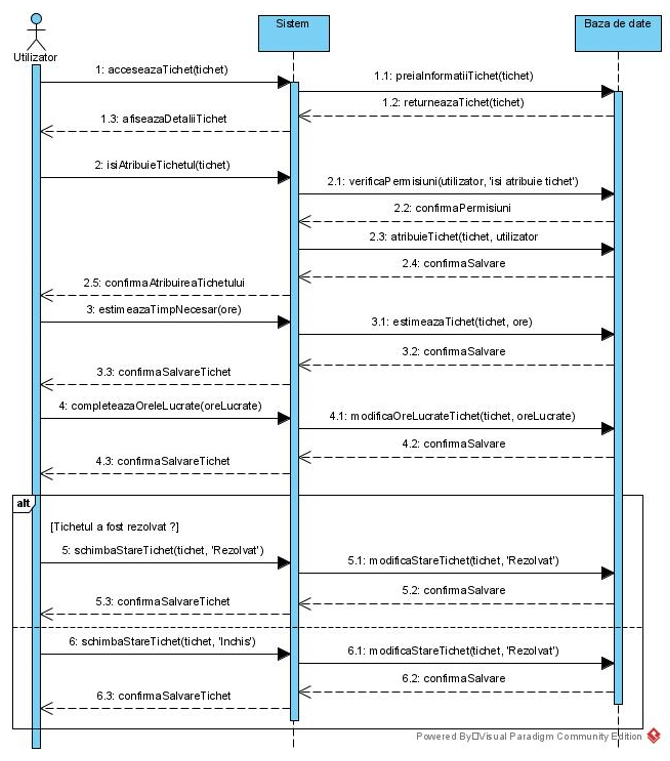 Sistem
Baza de date
Utilizator
1: acceseazaTichet(tichet)
1.1: preiaInformatiiTichet(tichet)
1.2: returneazaTichet(tichet)
1.3: afiseazaDetaliiTichet
2: isiAtribuieTichetul(tichet)
2.1: verificaPermisiuni(utilizator, 'isi atribuie tichet')
2.2: confirmaPermisiuni
2.3: atribuieTichet(tichet, utilizator
2.4: confirmaSalvare
2.5: confirmaAtribuireaTichetului
3: estimeazaTimpNecesar(ore)
3.1: estimeazaTichet(tichet, ore)
3.2: confirmaSalvare
3.3: confirmaSalvareTichet
4: completeazaOreleLucrate(oreLucrate)
4.1: modificaOreLucrateTichet(tichet, oreLucrate)
4.2: confirmaSalvare
4.3: confirmaSalvareTichet
alt
[Tichetul a fost rezolvat ?]
5: schimbaStareTichet(tichet, 'Rezolvat')
5.1: modificaStareTichet(tichet, 'Rezolvat')
5.2: confirmaSalvare
5.3: confirmaSalvareTichet
6: schimbaStareTichet(tichet, 'Inchis')
6.1: modificaStareTichet(tichet, 'Rezolvat')
6.2: confirmaSalvare
6.3: confirmaSalvareTichet
Powered By Visual Paradigm Community Edition